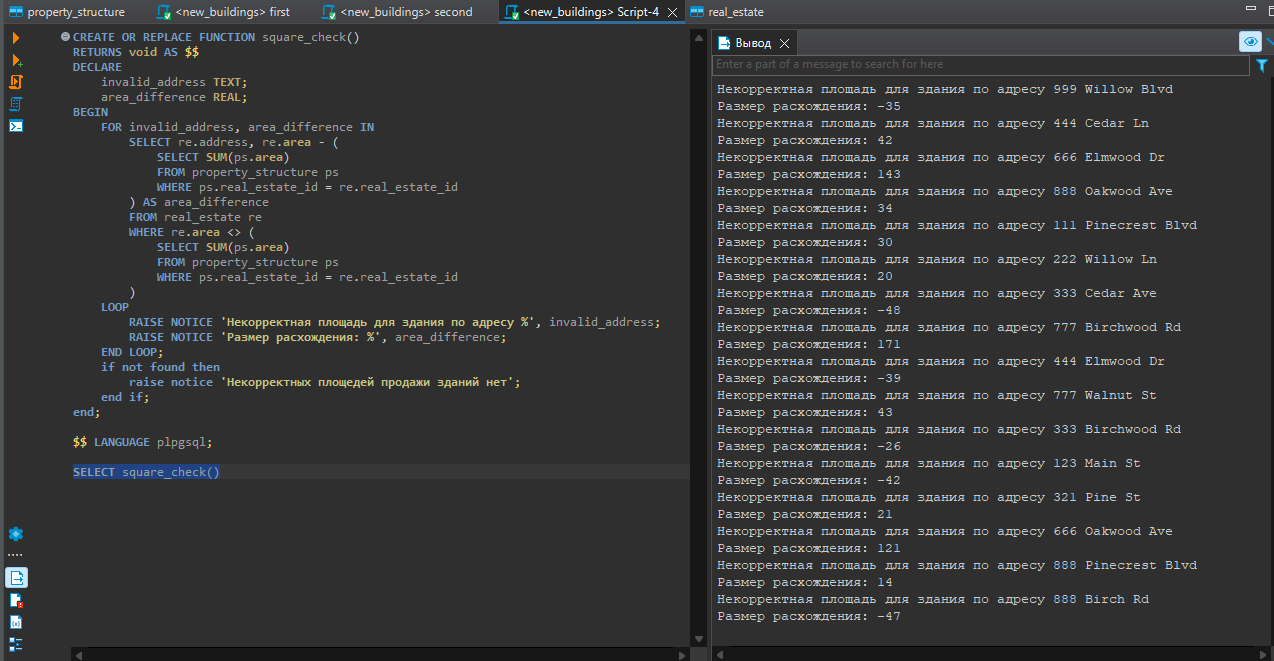 property_structure
<new_buildings> first
<new_buildings> second
<new_buildings> Script-4
real_estate
CREATE OR REPLACE FUNCTION square_check()
RETURNS void AS $$
DECLARE
    invalid_address TEXT;
    area_difference REAL;
BEGIN
    FOR invalid_address, area_difference IN
        SELECT re.address, re.area - (
            SELECT SUM(ps.area)
            FROM property_structure ps
            WHERE ps.real_estate_id = re.real_estate_id
        ) AS area_difference
        FROM real_estate re
        WHERE re.area <> (
            SELECT SUM(ps.area)
            FROM property_structure ps
            WHERE ps.real_estate_id = re.real_estate_id
        )
    LOOP
        RAISE NOTICE 'Некорректная площадь для здания по адресу %', invalid_address;
        RAISE NOTICE 'Размер расхождения: %', area_difference;
    END LOOP;
    if not found then
        raise notice 'Некорректных площедей продажи зданий нет';
    end if;
end;
$$ LANGUAGE plpgsql;
SELECT square_check()
Вывод
Enter a part of a message to search for here
Некорректная площадь для здания по адресу 999 Willow Blvd
Размер расхождения: -35
Некорректная площадь для здания по адресу 444 Cedar Ln
Размер расхождения: 42
Некорректная площадь для здания по адресу 666 Elmwood Dr
Размер расхождения: 143
Некорректная площадь для здания по адресу 888 Oakwood Ave
Размер расхождения: 34
Некорректная площадь для здания по адресу 111 Pinecrest Blvd
Размер расхождения: 30
Некорректная площадь для здания по адресу 222 Willow Ln
Размер расхождения: 20
Некорректная площадь для здания по адресу 333 Cedar Ave
Размер расхождения: -48
Некорректная площадь для здания по адресу 777 Birchwood Rd
Размер расхождения: 171
Некорректная площадь для здания по адресу 444 Elmwood Dr
Размер расхождения: -39
Некорректная площадь для здания по адресу 777 Walnut St
Размер расхождения: 43
Некорректная площадь для здания по адресу 333 Birchwood Rd
Размер расхождения: -26
Некорректная площадь для здания по адресу 123 Main St
Размер расхождения: -42
Некорректная площадь для здания по адресу 321 Pine St
Размер расхождения: 21
Некорректная площадь для здания по адресу 666 Oakwood Ave
Размер расхождения: 121
Некорректная площадь для здания по адресу 888 Pinecrest Blvd
Размер расхождения: 14
Некорректная площадь для здания по адресу 888 Birch Rd
Размер расхождения: -47